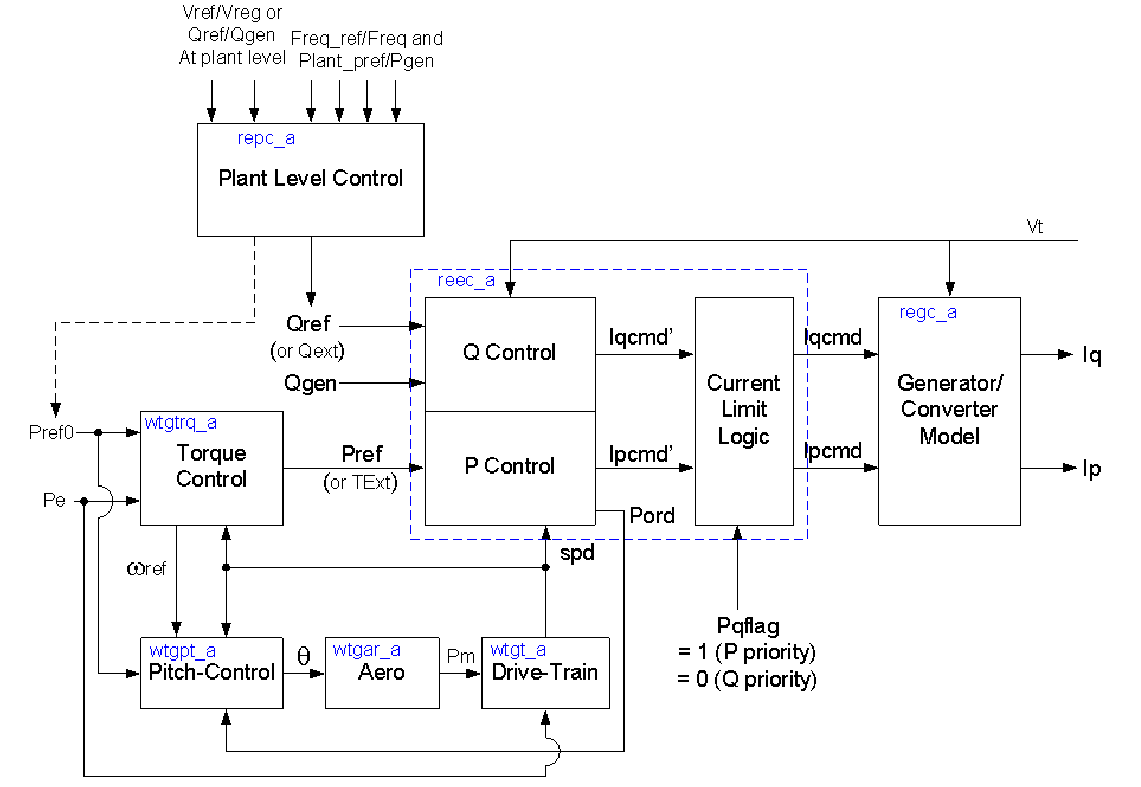 Vref/Vreg or
Qref/Qgen
At plant level
Freq_ref/Freq and
Plant_pref/Pgen
repc_a
Plant Level Control
Vt
reec_a
regc_a
Qref
(or Qext)
Qgen
Q Control
Iqcmd’
Current
Limit
Logic
Iqcmd
Generator/
Converter
Model
Iq
Pref0
wtgtrq_a
Torque
Control
Pref
(or TExt)
P Control
Ipcmd’
Ipcmd
Ip
Pe
Pord
ωref
spd
Pqflag
= 1 (P priority)
= 0 (Q priority)
wtgpt_a
Pitch-Control
θ
wtgar_a
Aero
Pm
wtgt_a
Drive-Train